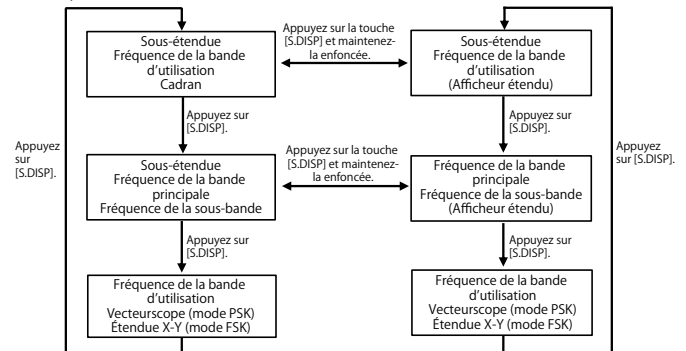 Sous-étendue
Fréquence de la bande
d'utilisation
Cadran
Appuyez sur la touche
[S.DISP] et maintenez-
la enfoncée.
Sous-étendue
Fréquence de la bande
d'utilisation
(Afficheur étendu)
Appuyez sur
[S.DISP].
Appuyez sur
[S.DISP].
Appuyez
sur
[S.DISP].
Sous-étendue
Fréquence de la bande
principale
Fréquence de la sous-bande
Appuyez sur la touche
[S.DISP] et maintenez-
la enfoncée.
Fréquence de la bande
principale
Fréquence de la sous-bande
(Afficheur étendu)
Appuyez
sur [S.DISP].
Appuyez sur
[S.DISP].
Appuyez sur
[S.DISP].
Fréquence de la bande
d'utilisation
Vecteurscope (mode PSK)
Étendue X-Y (mode FSK)
Fréquence de la bande
d'utilisation
Vecteurscope (mode PSK)
Étendue X-Y (mode FSK)